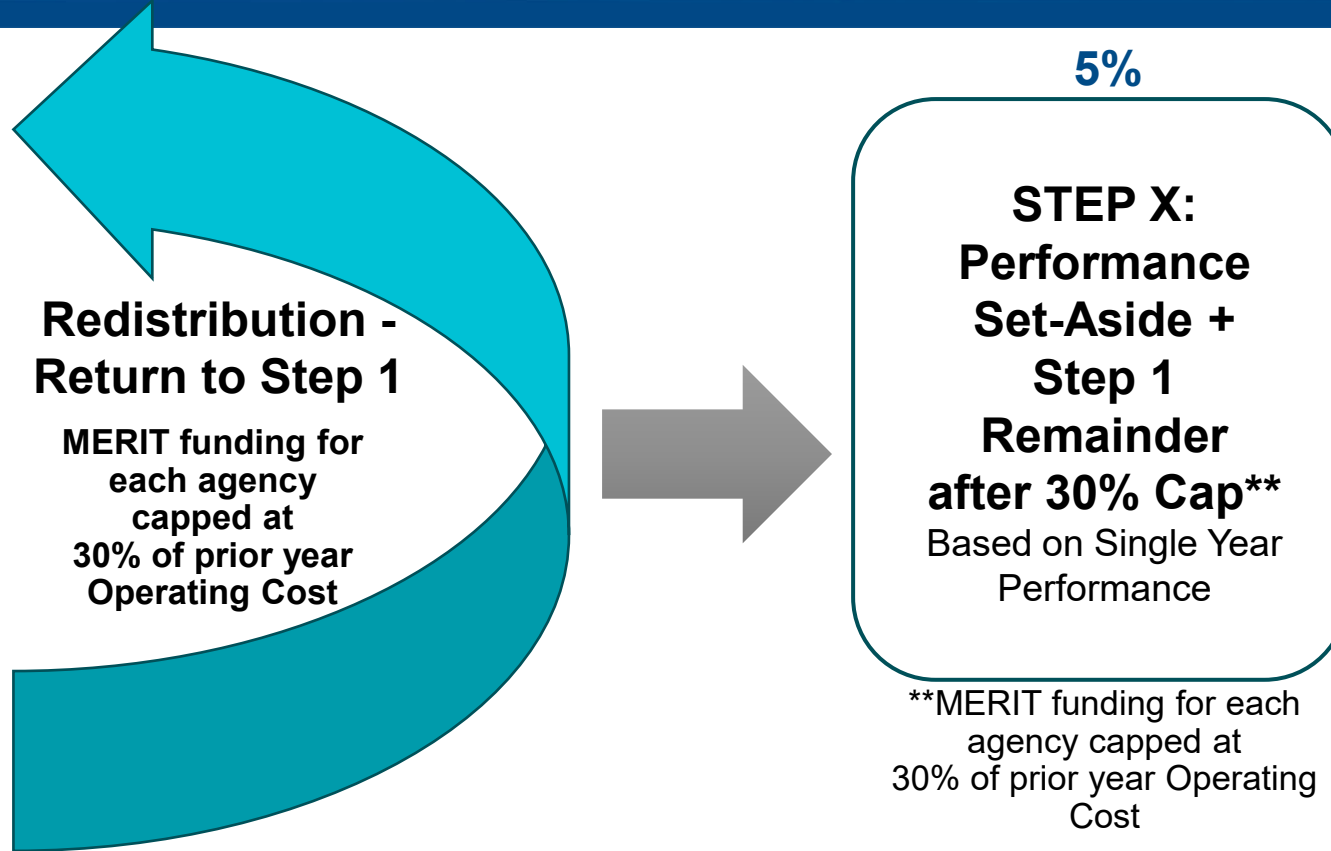 Redistribution -
Return to Step 1
MERIT funding for
each agency
capped at
30% of prior year
Operating Cost
5%
STEP X:
Performance
Set-Aside +
Step 1
Remainder
after 30% Cap**
Based on Single Year
Performance
**MERIT funding for each
agency capped at
30% of prior year Operating
Cost